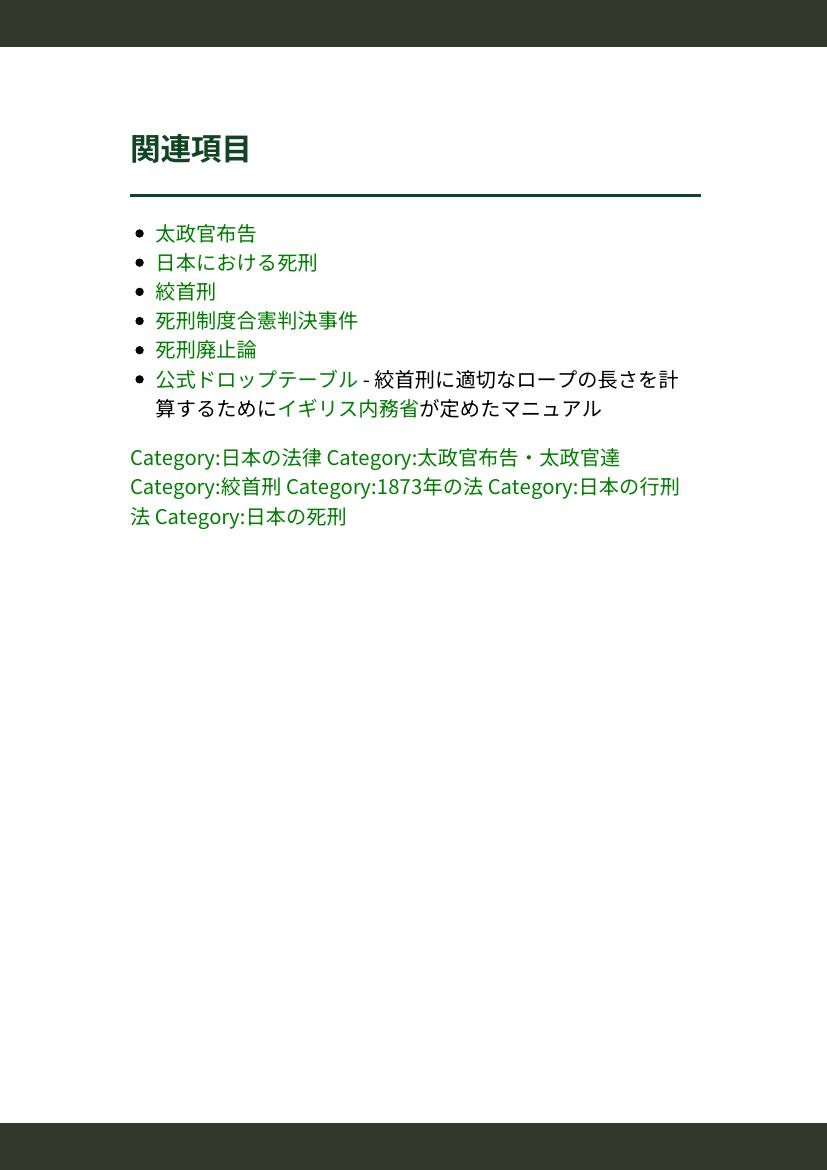 関連項目
太政官布告
日本における死刑
絞首刑
死刑制度合憲判決事件
死刑廃止論
公式ドロップテーブル - 絞首刑に適切なロープの長さを計
算するためにイギリス内務省が定めたマニュアル
Category:日本の法律 Category:太政官布告・太政官達
Category:絞首刑 Category:1873年の法 Category:日本の行刑
法 Category:日本の死刑